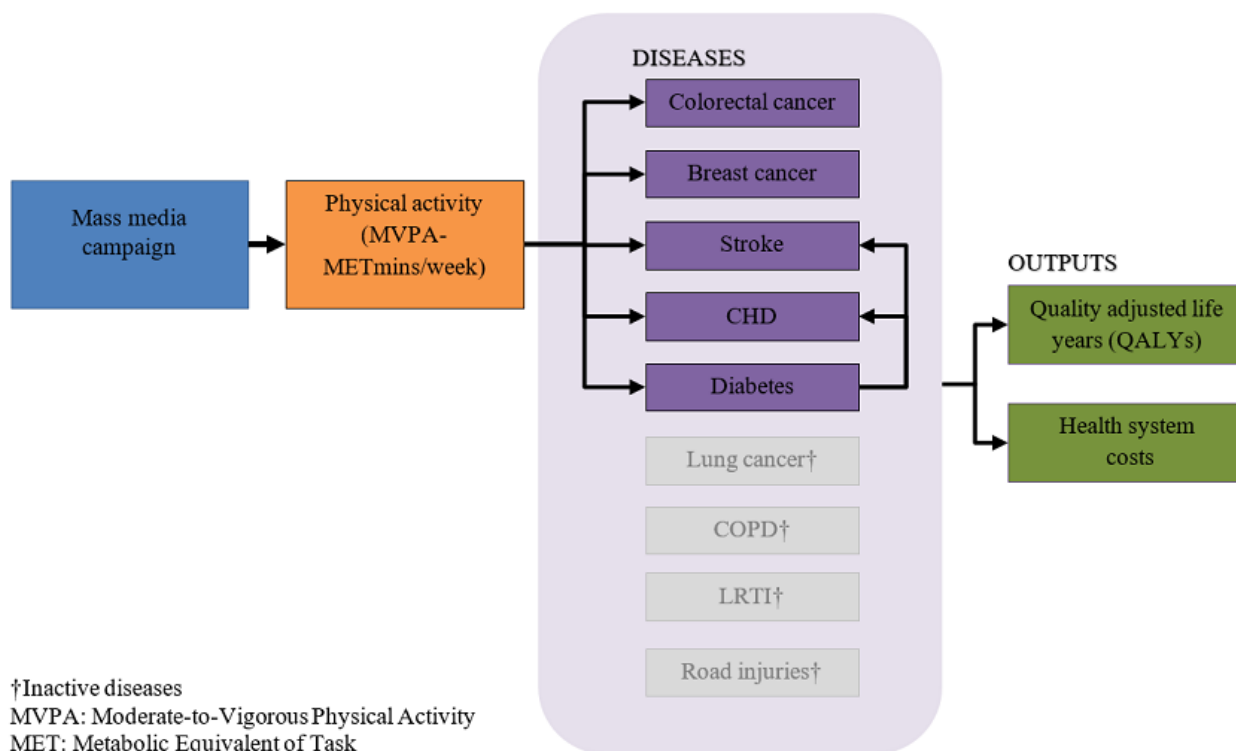 DISEASES
Colorectal cancer
Breast cancer
Mass media
campaign
Physical activity
(MVPA-
METmins/week)
Stroke
CHD
Diabetes
Lung cancer†
COPD†
LRTI†
Road injuries†
OUTPUTS
Quality adjusted life
years (QALYs)
Health system
costs
†Inactive diseases
MVPA: Moderate-to-Vigorous Physical Activity
MET: Metabolic Equivalent of Task